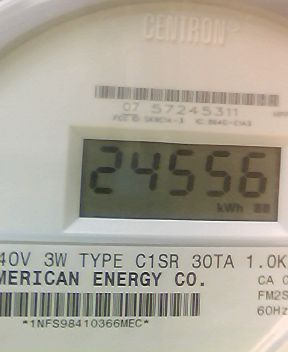 CENTRON
07 57245311
24556
kWh
40V 3W TYPE C1SR 30TA 1.0K
MERICAN ENERGY CO.
CA 0
FM2S
60Hz
*1NFS98410366MEC*